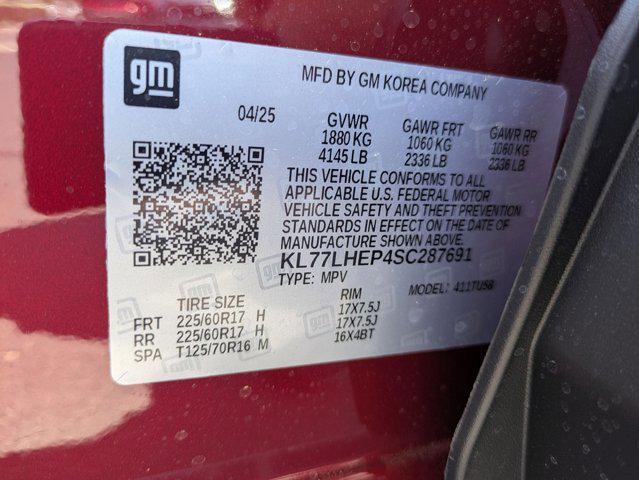 gm
MFD BY GM KOREA COMPANY
04/25
GVWR GAWR FRT GAWR RR
1880 KG 1060 KG 1060 KG
4145 LB 2336 LB 2336 LB
THIS VEHICLE CONFORMS TO ALL
APPLICABLE U.S. FEDERAL MOTOR
VEHICLE SAFETY AND THEFT PREVENTION
STANDARDS IN EFFECT ON THE DATE OF
MANUFACTURE SHOWN ABOVE.
KL77LHEP4SC287691
TYPE: MPV MODEL: 411TU58
TIRE SIZE RIM
FRT 225/60R17 H 17X7.5J
RR 225/60R17 H 17X7.5J
SPA T125/70R16 M 16X4BT